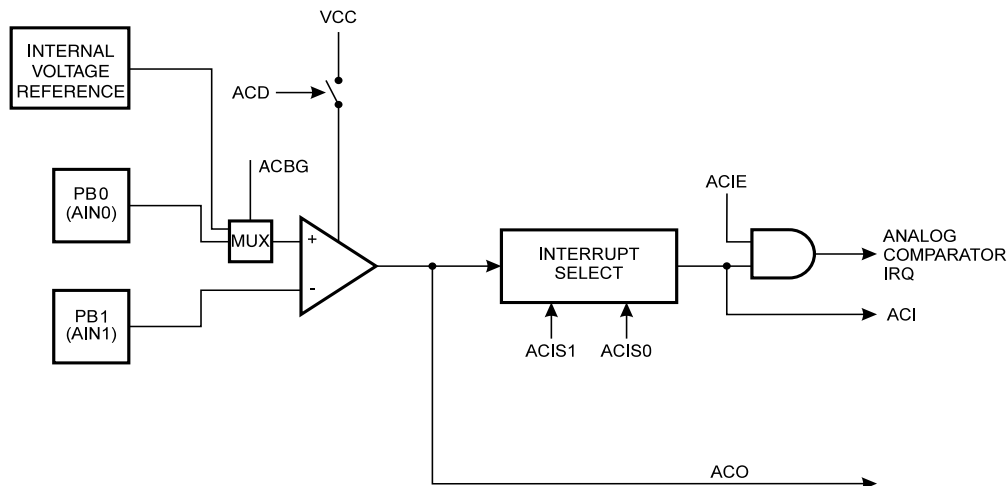 INTERNAL
VOLTAGE
REFERENCE
VCC
ACD
ACBG
PB0
(AIN0)
MUX
+
-
PB1
(AIN1)
INTERRUPT
SELECT
ACIS1
ACIS0
ACIE
ANALOG
COMPARATOR
IRQ
ACI
ACO